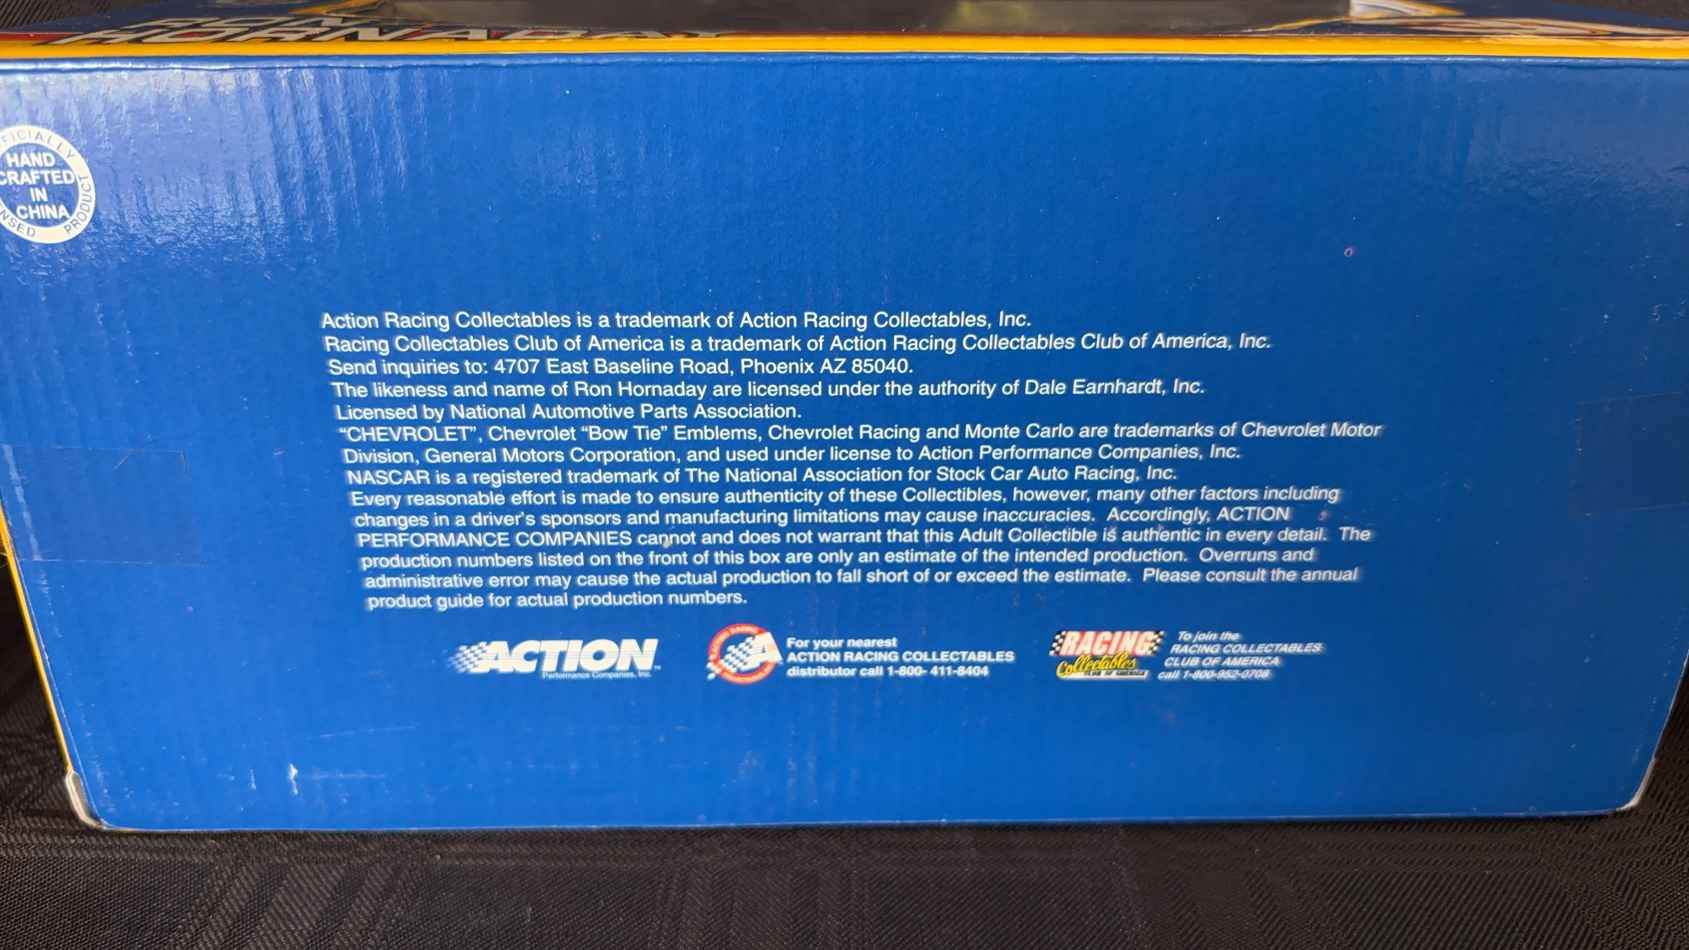 RON
HORNADAY
OFFICIALLY
HAND
CRAFTED
IN
CHINA
PRODUCT
Action Racing Collectables is a trademark of Action Racing Collectables, Inc.
Racing Collectables Club of America is a trademark of Action Racing Collectables Club of America, Inc.
Send inquiries to: 4707 East Baseline Road, Phoenix AZ 85040.
The likeness and name of Ron Hornaday are licensed under the authority of Dale Earnhardt, Inc.
Licensed by National Automotive Parts Association.
“CHEVROLET”, Chevrolet “Bow Tie” Emblems, Chevrolet Racing and Monte Carlo are trademarks of Chevrolet Motor
Division, General Motors Corporation, and used under license to Action Performance Companies, Inc.
NASCAR is a registered trademark of The National Association for Stock Car Auto Racing, Inc.
Every reasonable effort is made to ensure authenticity of these Collectibles, however, many other factors including
changes in a driver's sponsors and manufacturing limitations may cause inaccuracies. Accordingly, ACTION
PERFORMANCE COMPANIES cannot and does not warrant that this Adult Collectible is authentic in every detail. The
production numbers listed on the front of this box are only an estimate of the intended production. Overruns and
administrative error may cause the actual production to fall short of or exceed the estimate. Please consult the annual
product guide for actual production numbers.
ACTION
Performance Companies, Inc.
For your nearest
ACTION RACING COLLECTABLES
distributor call 1-800- 411-8404
RACING
Collectables
CLUB OF AMERICA
To join the
RACING COLLECTABLES
CLUB OF AMERICA
call 1-800-952-0708